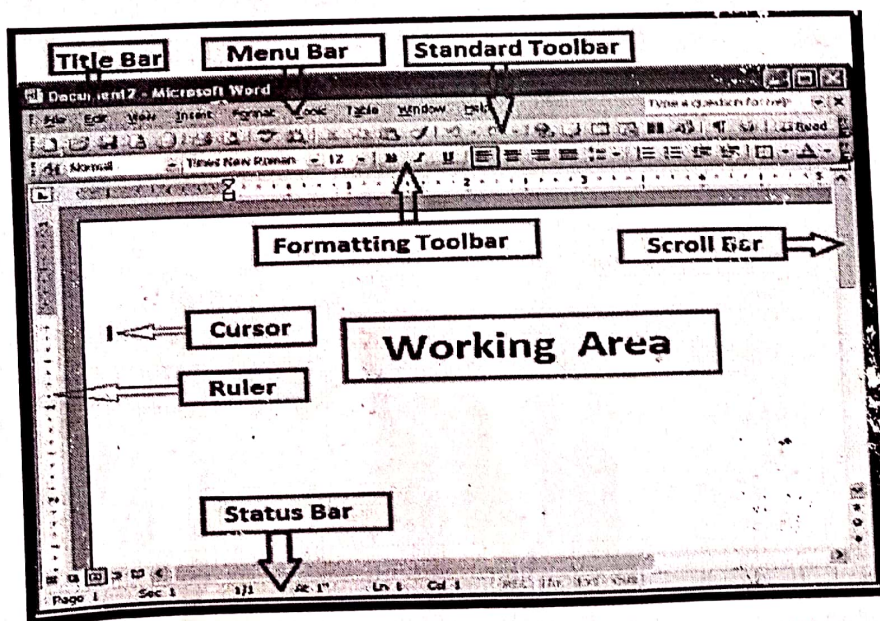 Title Bar Menu Bar Standard Toolbar
Document2 - Microsoft Word
File Edit View Insert Format Tools Table Window Help Type a question for help
Read
Normal Times New Roman 12 B I U A
Formatting Toolbar Scroll Bar
Cursor Working Area
Ruler
Status Bar
Page 1 Sec 1 1/1 At 1" Ln 1 Col 1